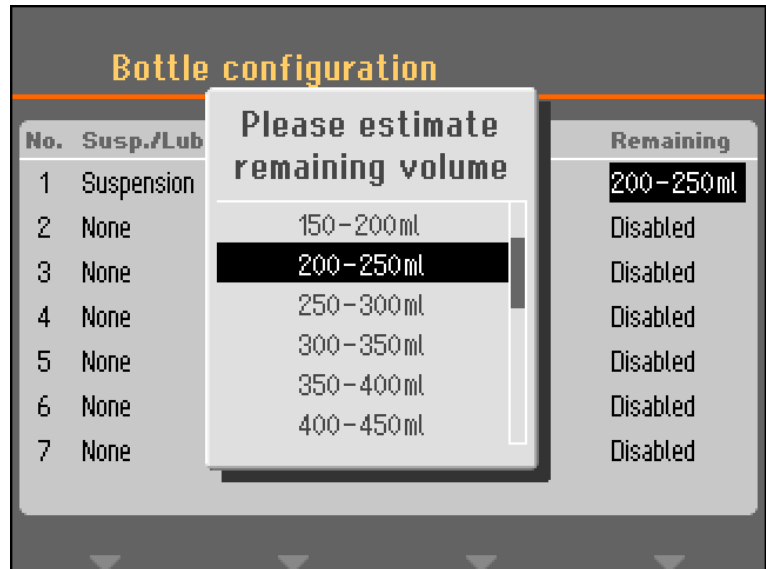 Bottle configuration
Please estimate
remaining volume
No. Susp./Lub Remaining
1 Suspension 200-250ml
2 None Disabled
3 None Disabled
4 None Disabled
5 None Disabled
6 None Disabled
7 None Disabled
150-200ml
200-250ml
250-300ml
300-350ml
350-400ml
400-450ml